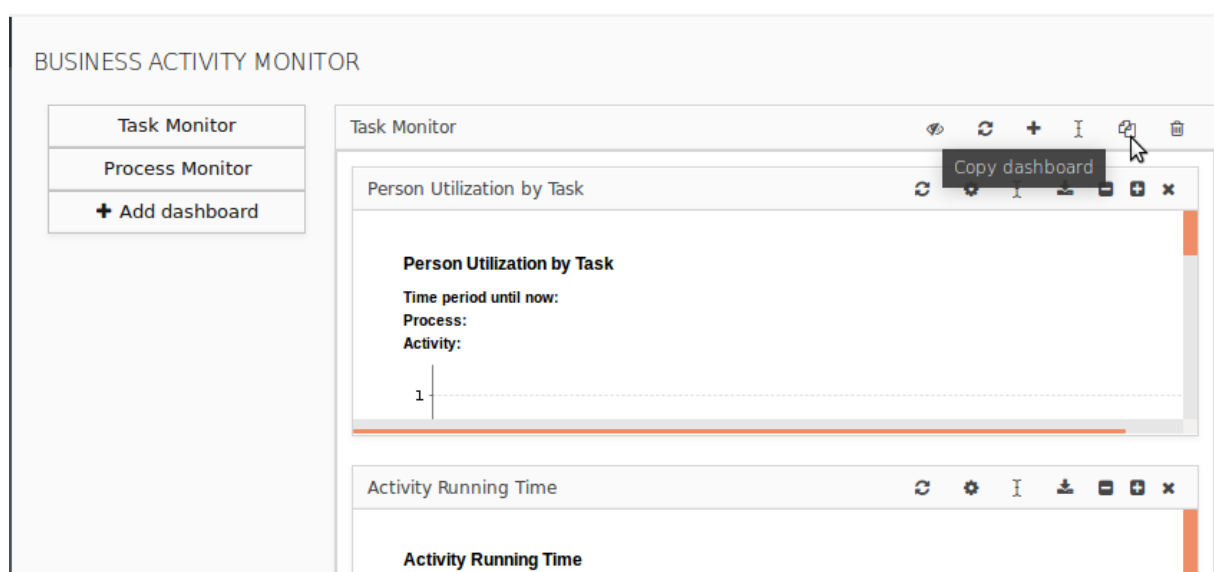 BUSINESS ACTIVITY MONITOR
Task Monitor
Process Monitor
Add dashboard
Task Monitor
Copy dashboard
Person Utilization by Task
Person Utilization by Task
Time period until now:
Process:
Activity:
1
Activity Running Time
Activity Running Time